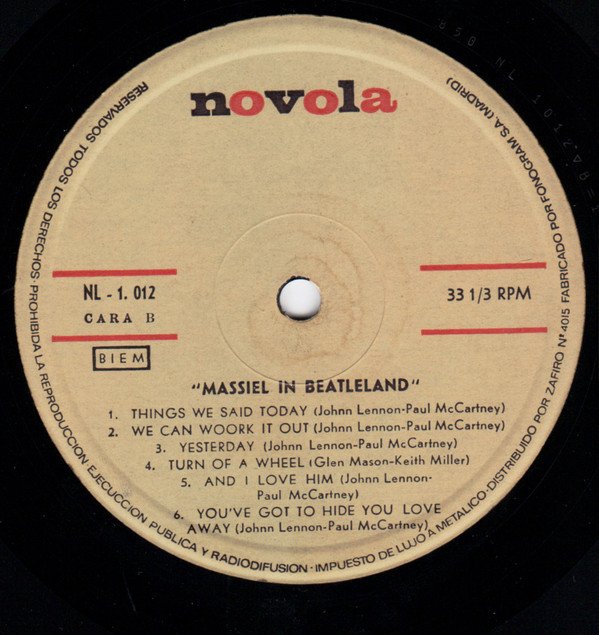 novola
NL - 1. 012
CARA B
BIEM
33 1/3 RPM
"MASSIEL IN BEATLELAND"
1. THINGS WE SAID TODAY (Johnn Lennon-Paul McCartney)
2. WE CAN WOORK IT OUT (Johnn Lennon-Paul McCartney)
3. YESTERDAY (Johnn Lennon-Paul McCartney)
4. TURN OF A WHEEL (Glen Mason-Keith Miller)
5. AND I LOVE HIM (Johnn Lennon-
Paul McCartney)
6. YOU'VE GOT TO HIDE YOU LOVE
AWAY (Johnn Lennon-Paul McCartney)
RESERVADOS TODOS LOS DERECHOS· PROHIBIDA LA REPRODUCCION EJECUCCION PUBLICA Y RADIODIFUSION - IMPUESTO DE LUJO A METALICO - DISTRIBUIDO POR ZAFIRO Nº 4015 FABRICADO POR FONOGRAM S.A. (MADRID)